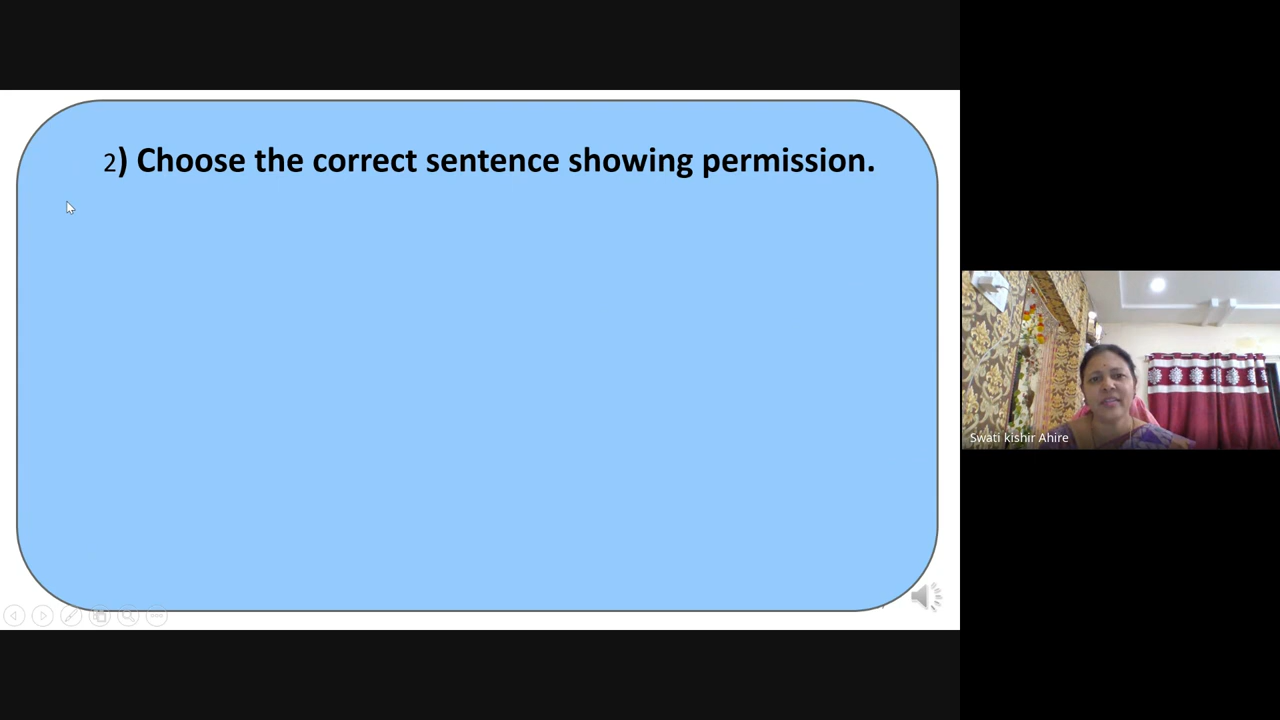 2) Choose the correct sentence showing permission.
Swati kishir Ahire